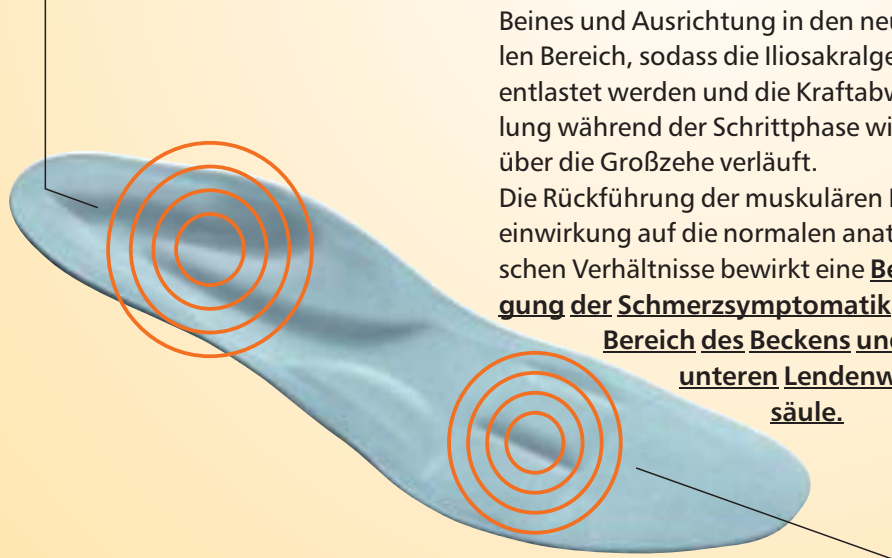 Beines und Ausrichtung in den neu
len Bereich, sodass die Iliosakralge
entlastet werden und die Kraftabw
lung während der Schrittphase wi
über die Großzehe verläuft.
Die Rückführung der muskulären
einwirkung auf die normalen anat
schen Verhältnisse bewirkt eine Be
gung der Schmerzsymptomatik
Bereich des Beckens und
unteren Lendenw
säule.